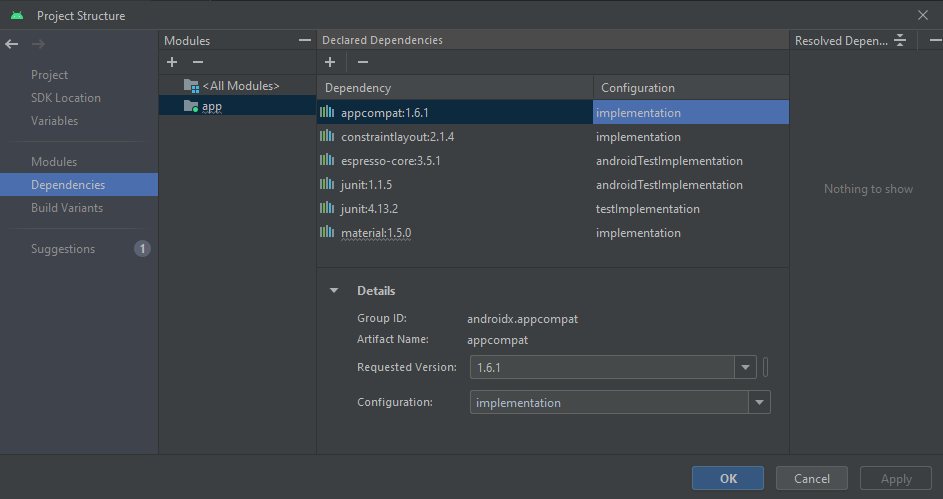 Project Structure
Project
SDK Location
Variables
Modules
Dependencies
Build Variants
Suggestions 1
Modules
<All Modules>
app
Declared Dependencies
Dependency Configuration
appcompat:1.6.1 implementation
constraintlayout:2.1.4 implementation
espresso-core:3.5.1 androidTestImplementation
junit:1.1.5 androidTestImplementation
junit:4.13.2 testImplementation
material:1.5.0 implementation
Details
Group ID: androidx.appcompat
Artifact Name: appcompat
Requested Version: 1.6.1
Configuration: implementation
Resolved Depen...
Nothing to show
OK Cancel Apply